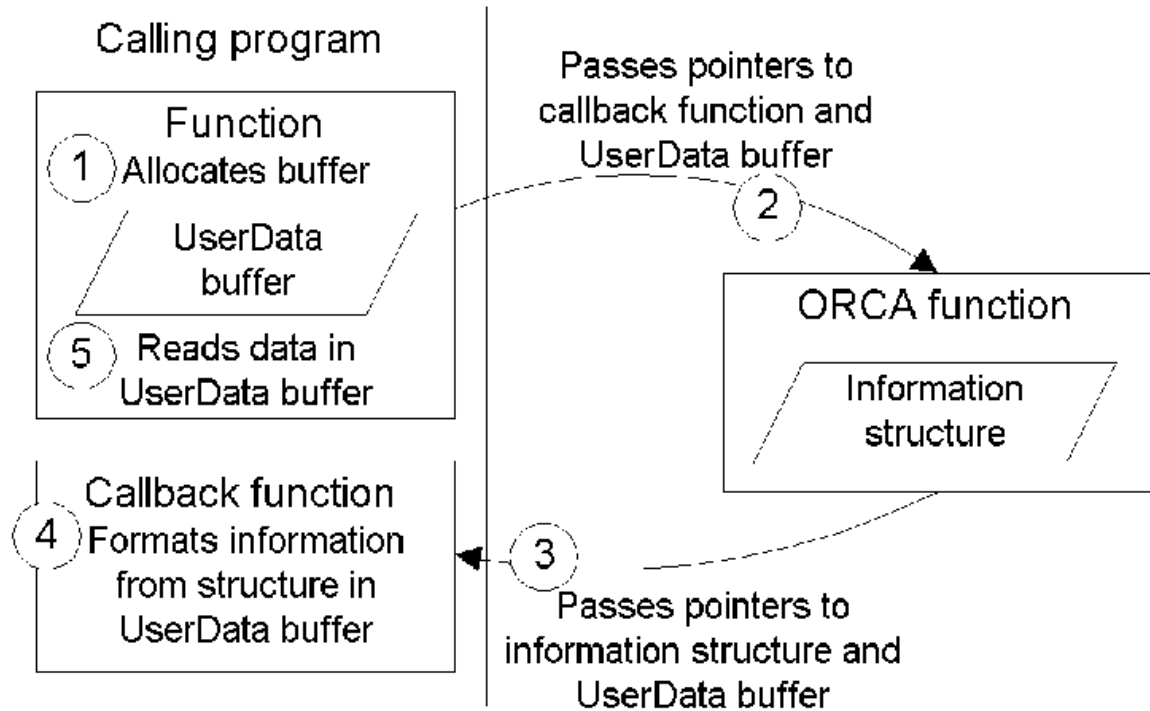 Calling program
Function
1
Allocates buffer
UserData
buffer
5
Reads data in
UserData buffer
Passes pointers to
callback function and
UserData buffer
2
ORCA function
Information
structure
3
Passes pointers to
information structure and
UserData buffer
Callback function
4
Formats information
from structure in
UserData buffer